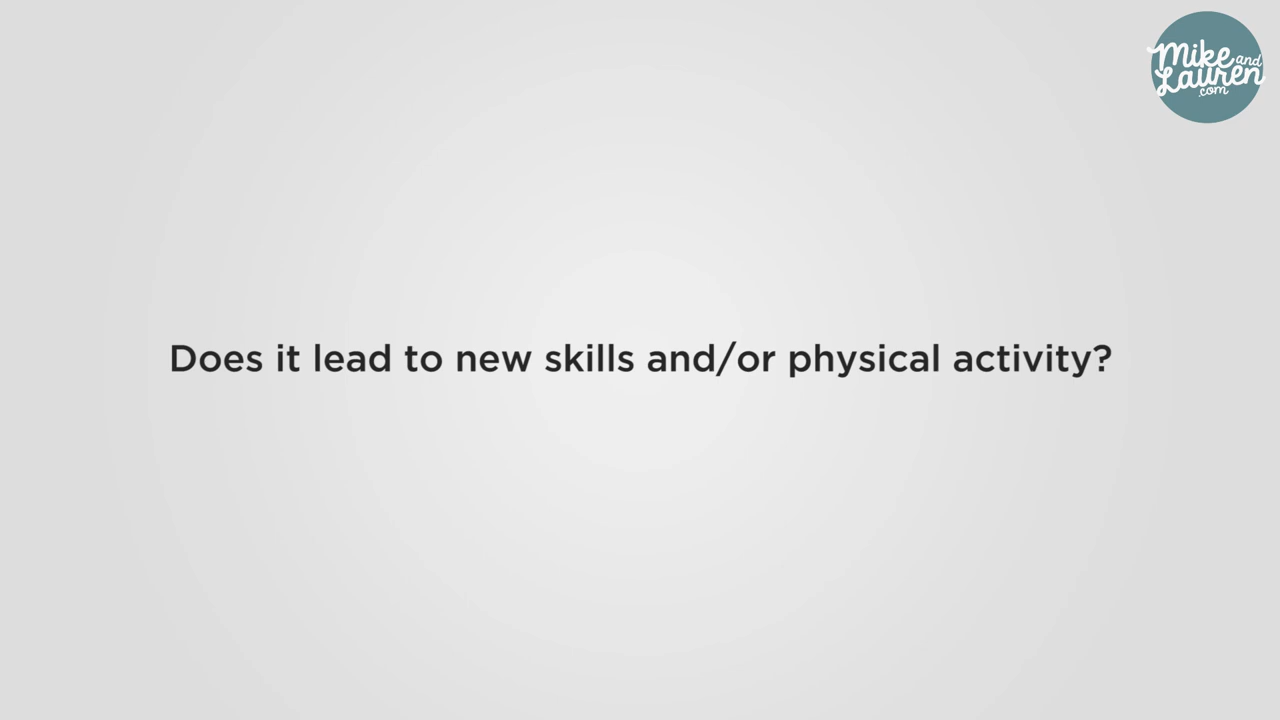 Mike and
Lauren
.com
Does it lead to new skills and/or physical activity?